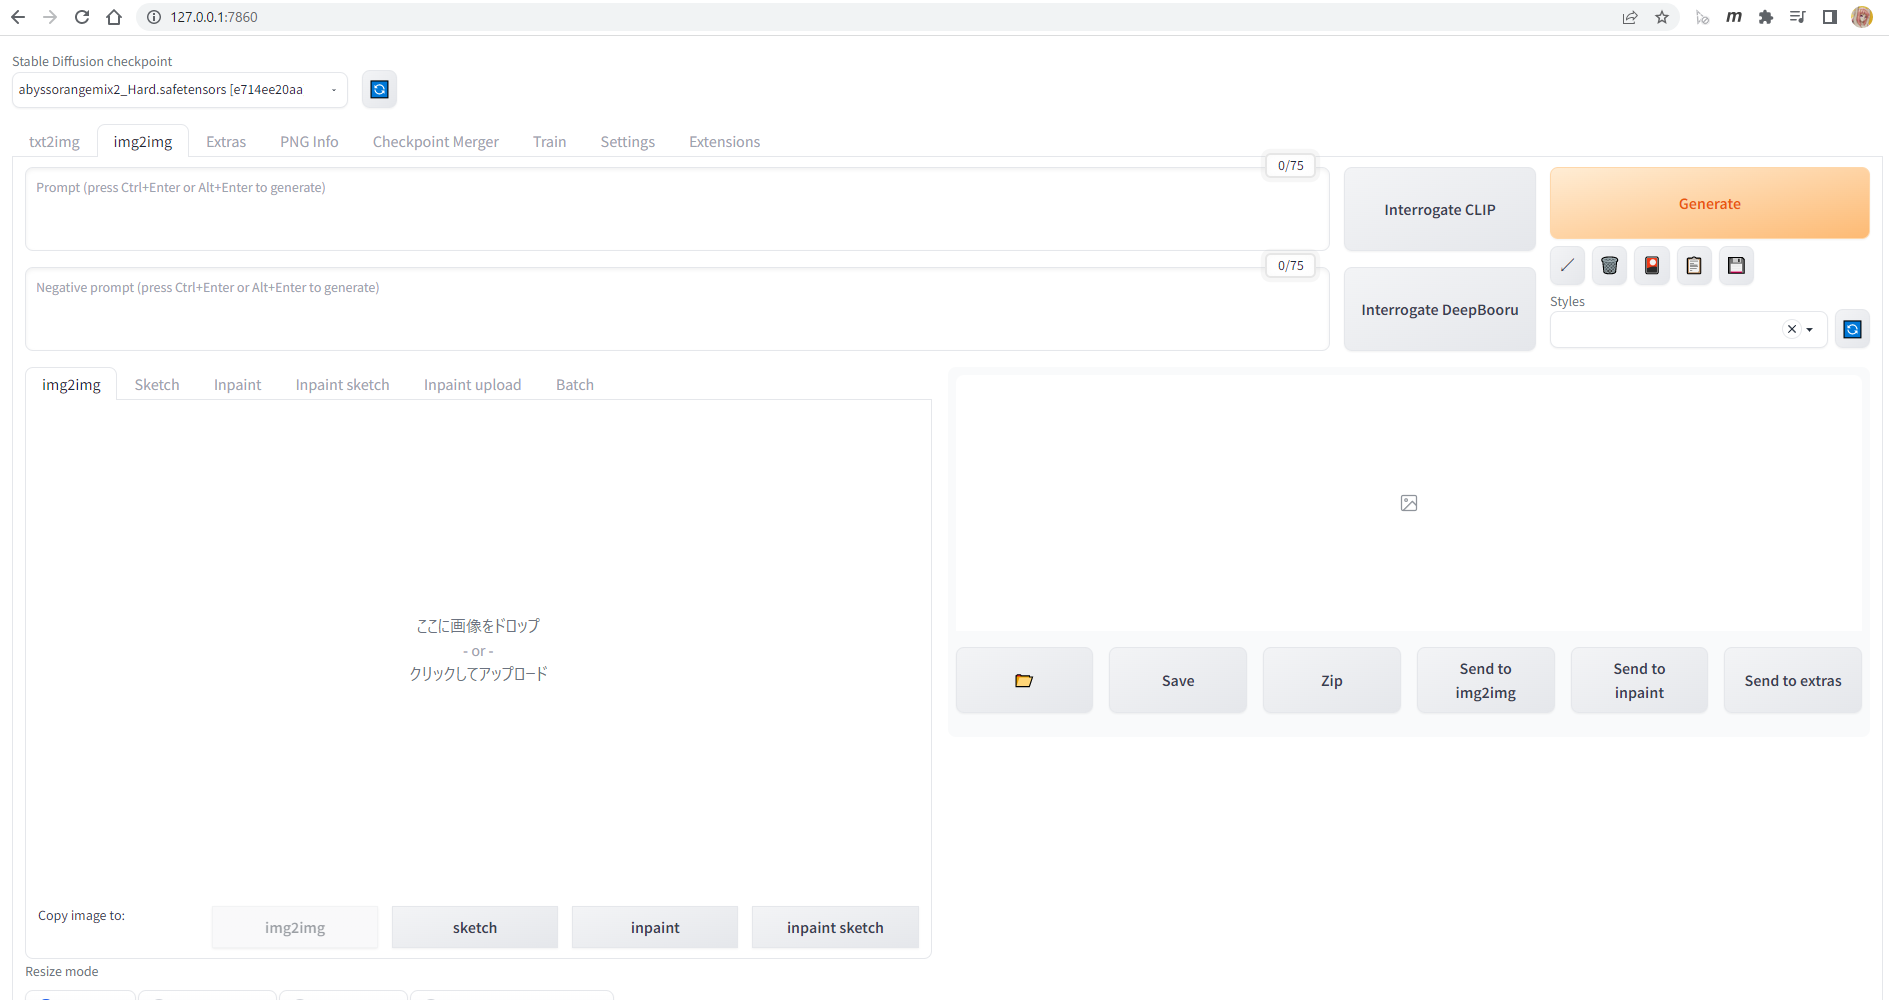 127.0.0.1:7860
Stable Diffusion checkpoint
abyssorangemix2_Hard.safetensors [e714ee20aa
txt2img
img2img
Extras
PNG Info
Checkpoint Merger
Train
Settings
Extensions
0/75
Prompt (press Ctrl+Enter or Alt+Enter to generate)
Interrogate CLIP
Generate
0/75
Negative prompt (press Ctrl+Enter or Alt+Enter to generate)
Interrogate DeepBooru
Styles
img2img
Sketch
Inpaint
Inpaint sketch
Inpaint upload
Batch
ここに画像をドロップ
- or -
クリックしてアップロード
Save
Zip
Send to
img2img
Send to
inpaint
Send to extras
Copy image to:
img2img
sketch
inpaint
inpaint sketch
Resize mode